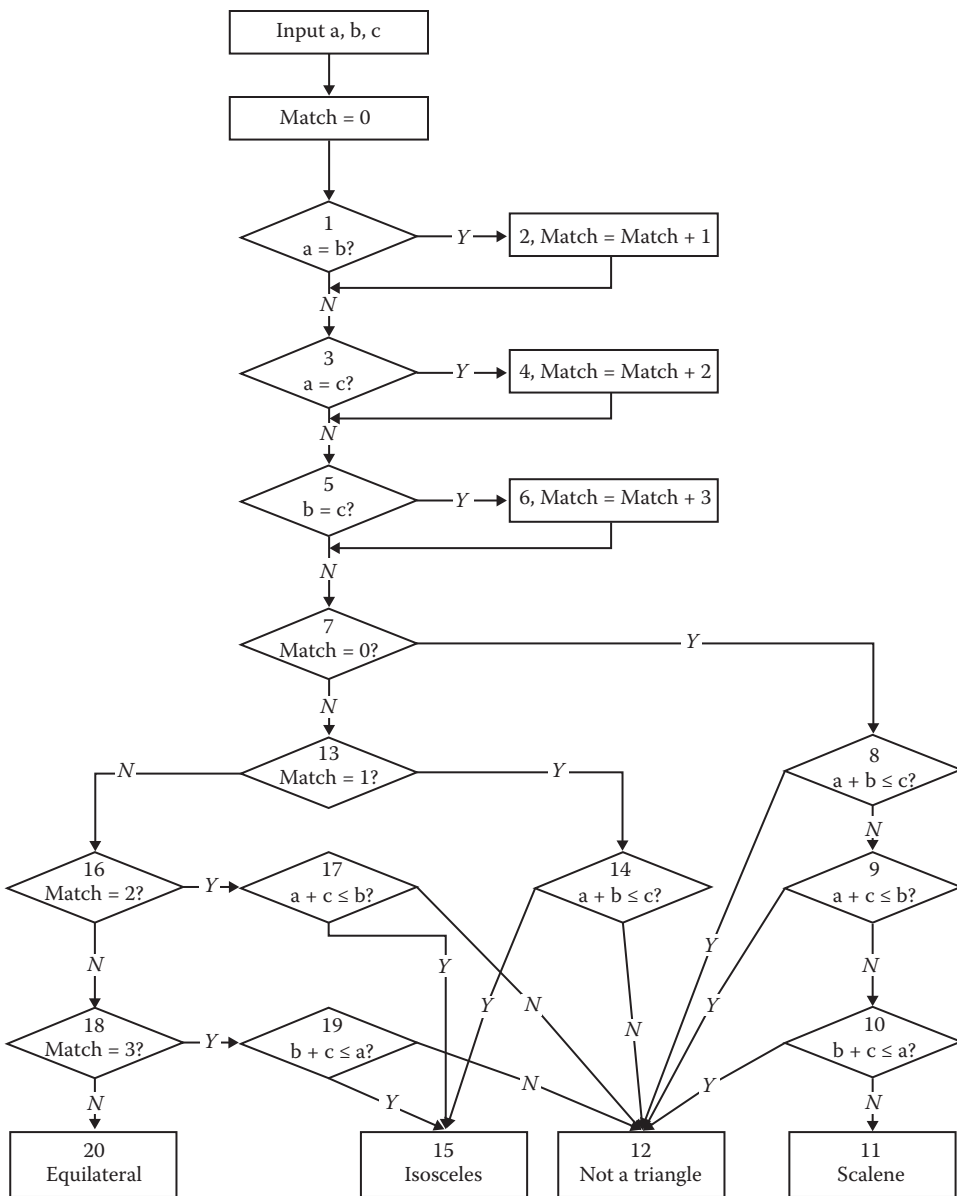 Input a, b, c
Match = 0
1
a = b?
Y
2, Match = Match + 1
N
3
a = c?
Y
4, Match = Match + 2
N
5
b = c?
Y
6, Match = Match + 3
N
7
Match = 0?
Y
N
13
Match = 1?
N
Y
8
a + b ≤ c?
N
16
Match = 2?
Y
17
a + c ≤ b?
14
a + b ≤ c?
9
a + c ≤ b?
Y
N
Y
N
Y
N
Y
N
18
Match = 3?
Y
19
b + c ≤ a?
10
b + c ≤ a?
N
Y
N
Y
N
20
Equilateral
15
Isosceles
12
Not a triangle
11
Scalene